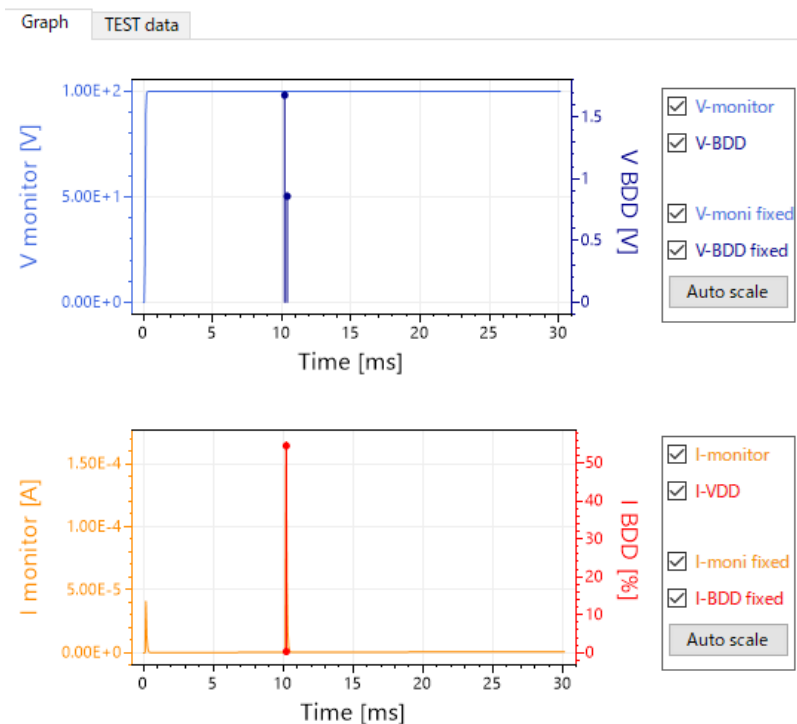 Graph TEST data
V monitor [V]
1.00E+2
5.00E+1
0.00E+0
0 5 10 15 20 25 30
Time [ms]
1.5
1
0.5
0
V BDD [V]
V-monitor
V-BDD
V-moni fixed
V-BDD fixed
Auto scale
I monitor [A]
1.50E-4
1.00E-4
5.00E-5
0.00E+0
0 5 10 15 20 25 30
Time [ms]
50
40
30
20
10
0
I BDD [%]
I-monitor
I-VDD
I-moni fixed
I-BDD fixed
Auto scale